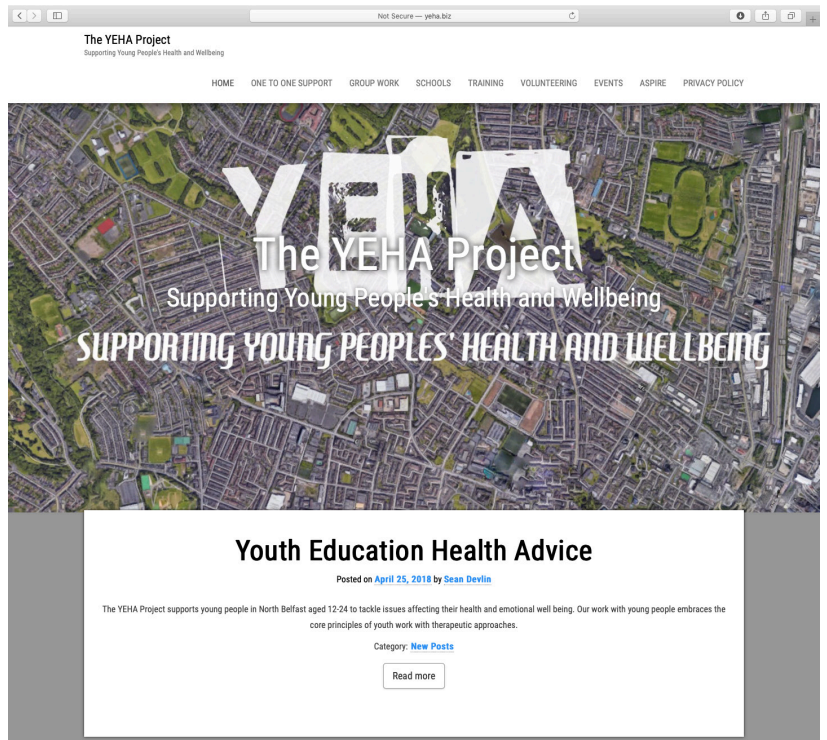 Not Secure — yeha.biz
The YEHA Project
Supporting Young People's Health and Wellbeing
HOME ONE TO ONE SUPPORT GROUP WORK SCHOOLS TRAINING VOLUNTEERING EVENTS ASPIRE PRIVACY POLICY
YEHA
The YEHA Project
Supporting Young People's Health and Wellbeing
SUPPORTING YOUNG PEOPLES' HEALTH AND WELLBEING
Youth Education Health Advice
Posted on April 25, 2018 by Sean Devlin
The YEHA Project supports young people in North Belfast aged 12-24 to tackle issues affecting their health and emotional well being. Our work with young people embraces the
core principles of youth work with therapeutic approaches.
Category: New Posts
Read more